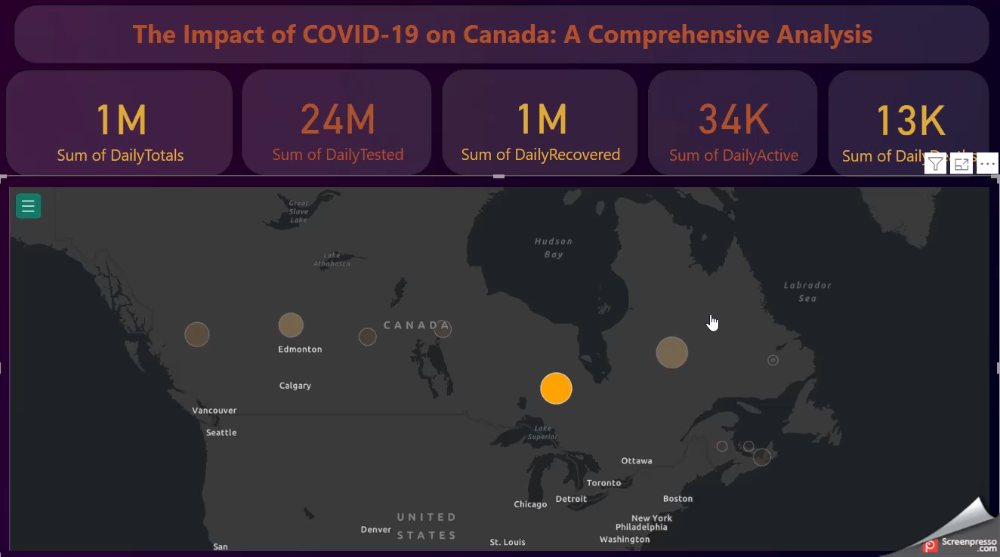 The Impact of COVID-19 on Canada: A Comprehensive Analysis
1M
Sum of DailyTotals
24M
Sum of DailyTested
1M
Sum of DailyRecovered
34K
Sum of DailyActive
13K
Sum of DailyDeaths
Great
Slave
Lake
Lake
Athabasca
Hudson
Bay
Labrador
Sea
CANADA
Edmonton
Calgary
Vancouver
Seattle
Lake
Superior
Ottawa
Toronto
Detroit
Chicago
Boston
New York
Philadelphia
Washington
UNITED
STATES
Denver
St. Louis
San
Screenpresso
.com